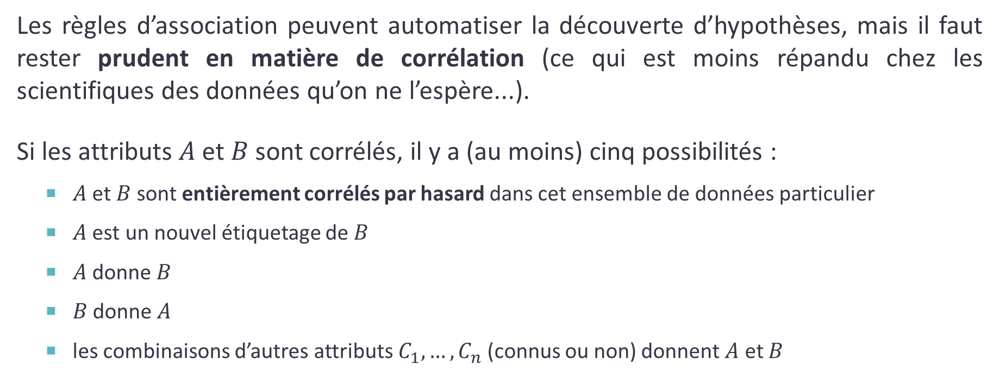 Les règles d’association peuvent automatiser la découverte d’hypothèses, mais il faut
rester prudent en matière de corrélation (ce qui est moins répandu chez les
scientifiques des données qu’on ne l’espère...).
Si les attributs A et B sont corrélés, il y a (au moins) cinq possibilités :
▪ A et B sont entièrement corrélés par hasard dans cet ensemble de données particulier
▪ A est un nouvel étiquetage de B
▪ A donne B
▪ B donne A
▪ les combinaisons d’autres attributs C₁, … , Cₙ (connus ou non) donnent A et B